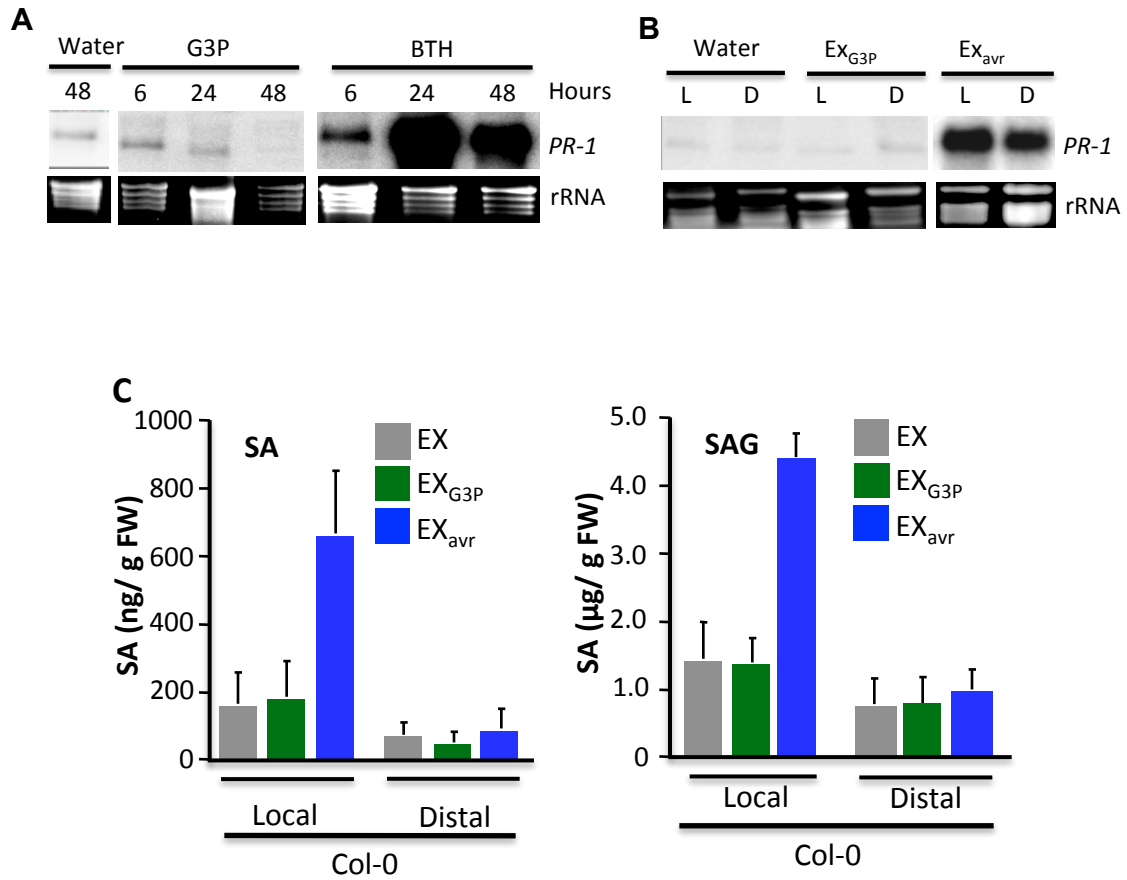 A
Water G3P BTH
48 6 24 48 6 24 48 Hours
PR-1
rRNA
B
Water ExG3P Exavr
L D L D L D
PR-1
rRNA
C
SA
EX
EXG3P
EXavr
SA (ng/ g FW)
1000
800
600
400
200
0
Local Distal
Col-0
SAG
EX
EXG3P
EXavr
SA (µg/ g FW)
5.0
4.0
3.0
2.0
1.0
0
Local Distal
Col-0